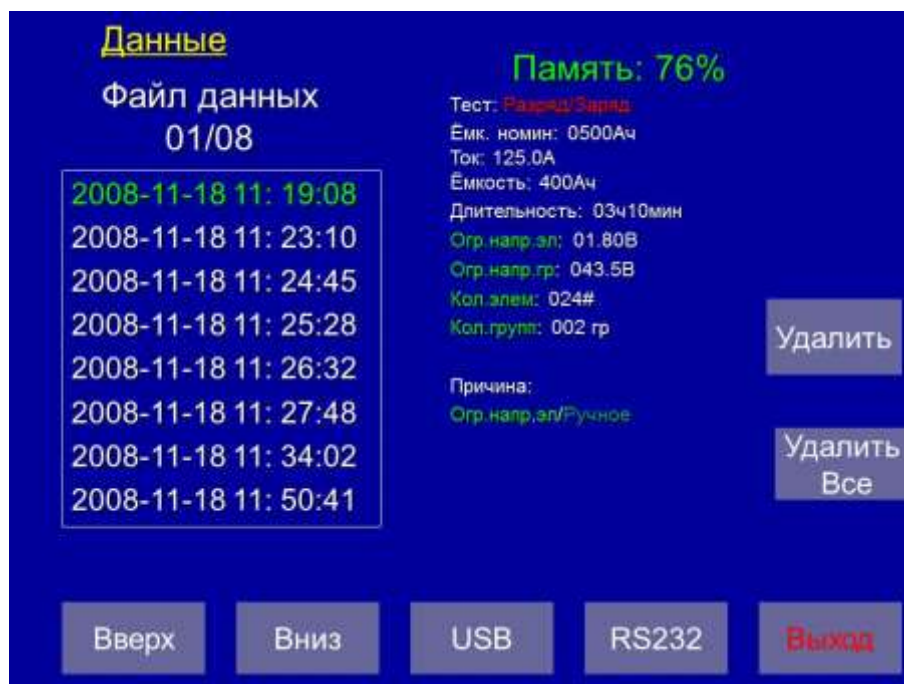 Данные
Файл данных
01/08
2008-11-18 11: 19:08
2008-11-18 11: 23:10
2008-11-18 11: 24:45
2008-11-18 11: 25:28
2008-11-18 11: 26:32
2008-11-18 11: 27:48
2008-11-18 11: 34:02
2008-11-18 11: 50:41
Память: 76%
Тест: Разряд/Заряд
Ёмк. номин: 0500Ач
Ток: 125.0А
Ёмкость: 400Ач
Длительность: 03ч10мин
Огр.напр.эл: 01.80В
Огр.напр.гр: 043.5В
Кол.элем: 024#
Кол.групп: 002 гр
Причина:
Огр.напр.эл/Ручное
Удалить
Удалить
Все
Вверх
Вниз
USB
RS232
Выход